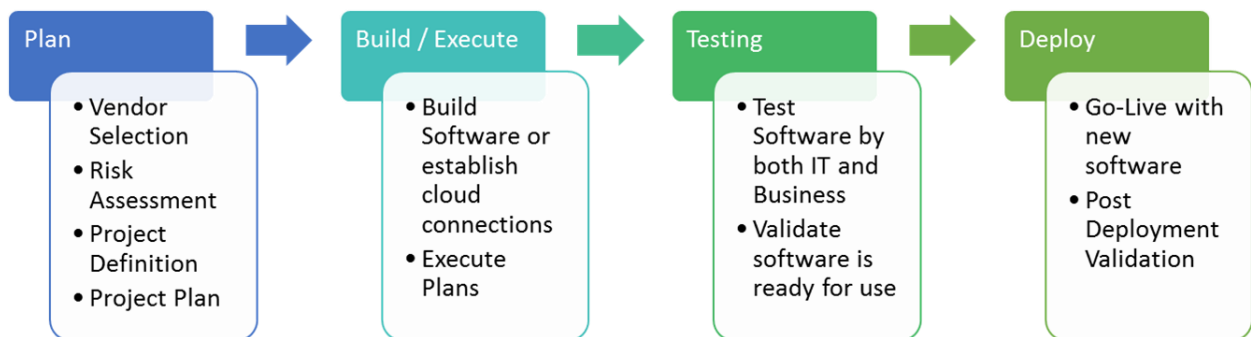 Plan
• Vendor
Selection
• Risk
Assessment
• Project
Definition
• Project Plan
Build / Execute
• Build
Software or
establish
cloud
connections
• Execute
Plans
Testing
• Test
Software by
both IT and
Business
• Validate
software is
ready for use
Deploy
• Go-Live with
new
software
• Post
Deployment
Validation